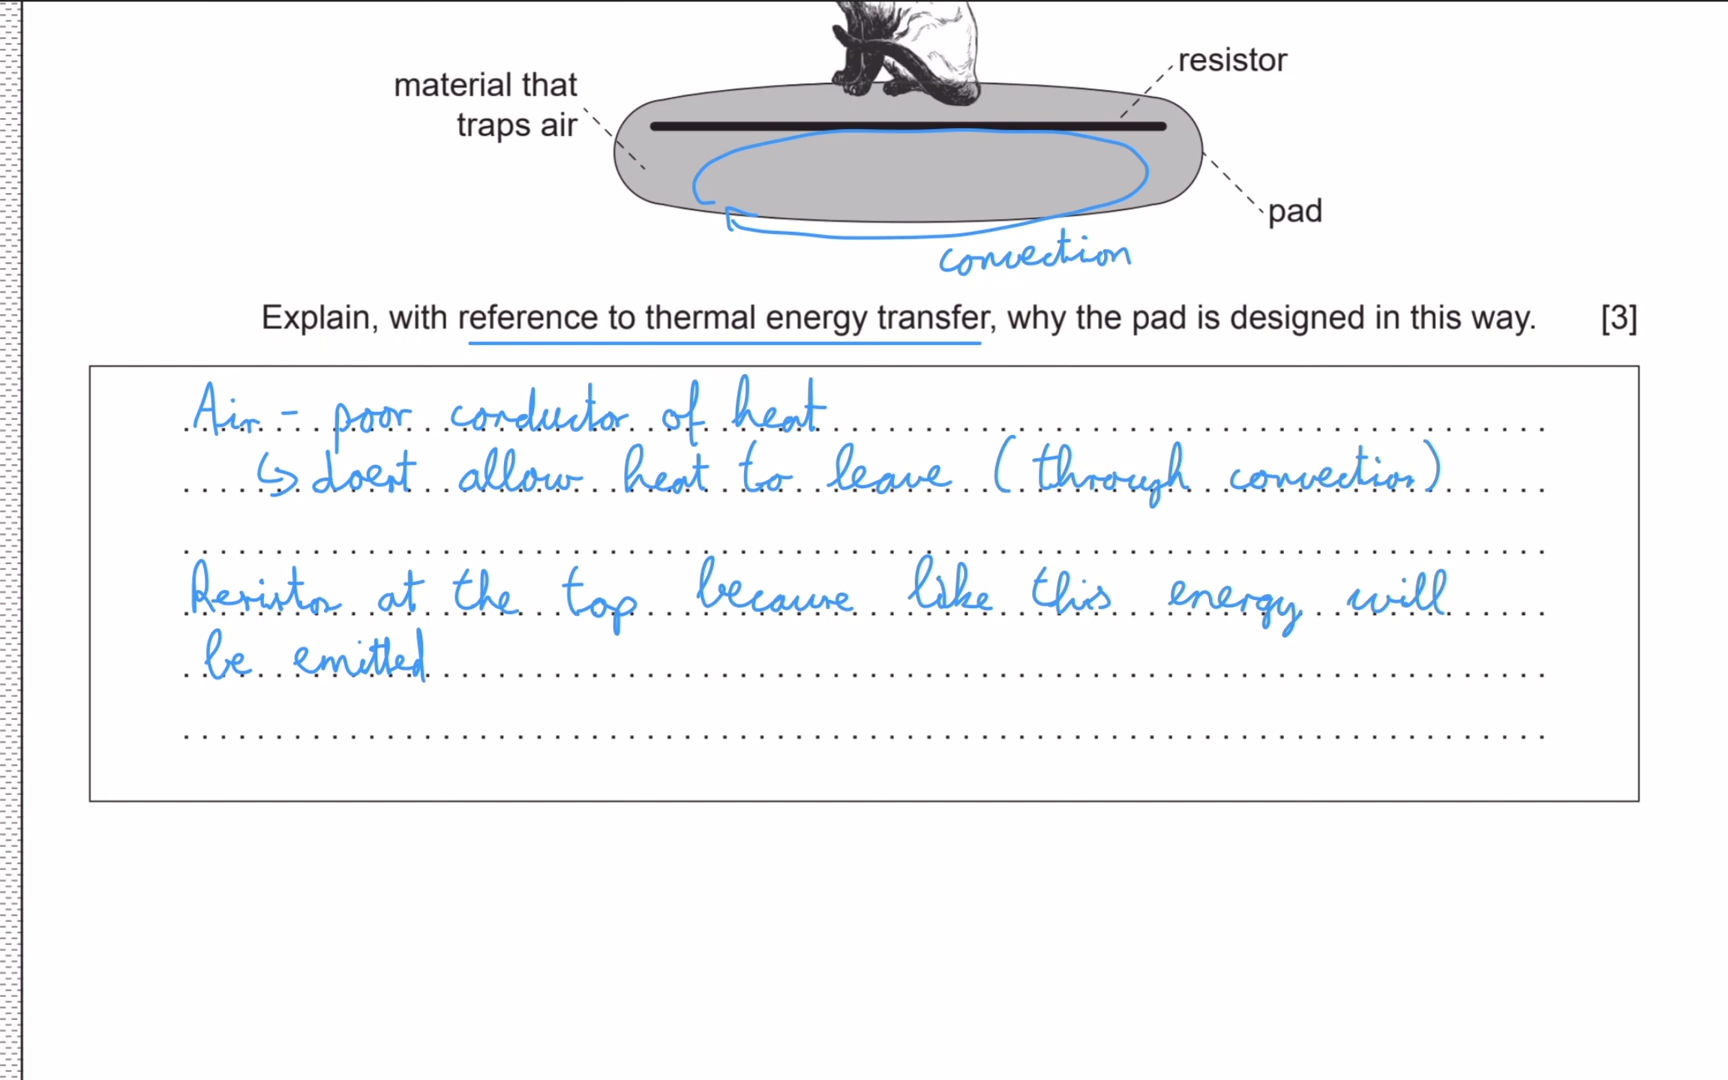 resistor
material that
traps air
pad
convection
Explain, with reference to thermal energy transfer, why the pad is designed in this way. [3]
Air - poor conductor of heat
↳ doest allow heat to leave (through convection)
Resistor at the top because like this energy will
be emitted